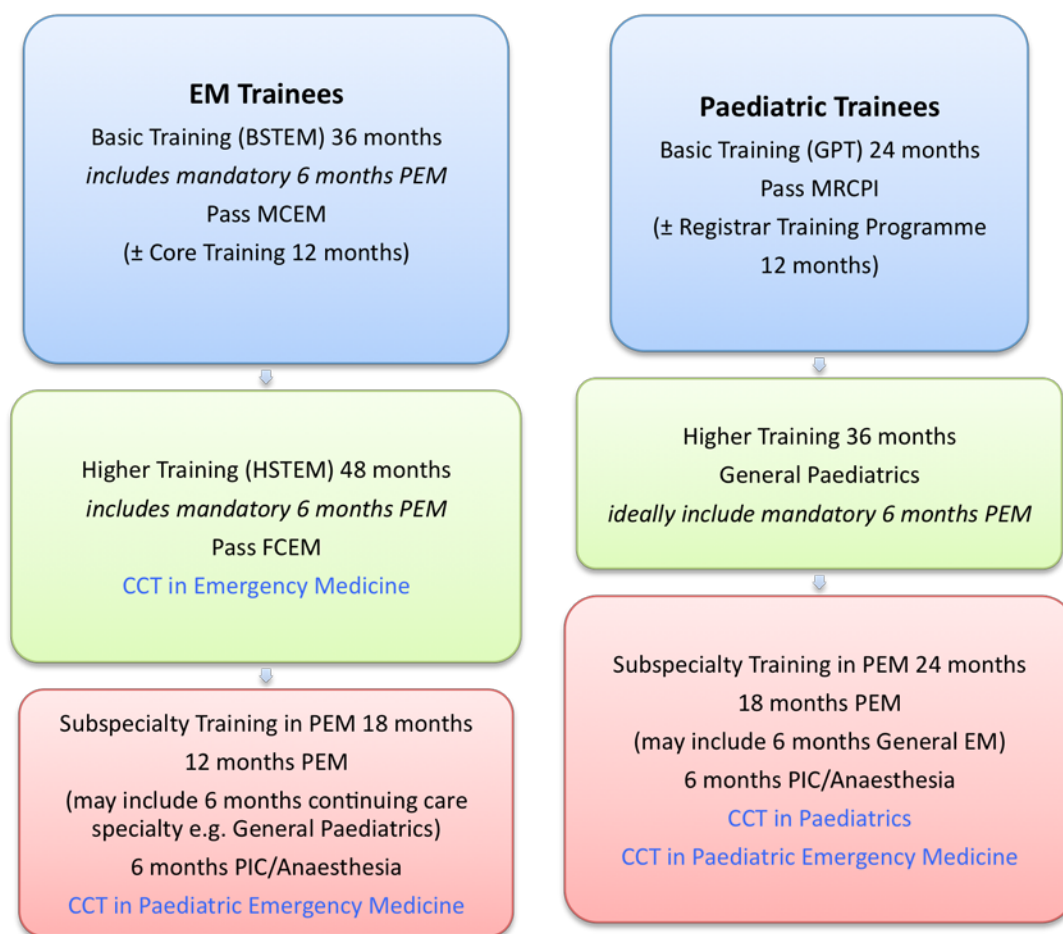 EM Trainees
Basic Training (BSTEM) 36 months
includes mandatory 6 months PEM
Pass MCEM
(± Core Training 12 months)
Higher Training (HSTEM) 48 months
includes mandatory 6 months PEM
Pass FCEM
CCT in Emergency Medicine
Subspecialty Training in PEM 18 months
12 months PEM
(may include 6 months continuing care
specialty e.g. General Paediatrics)
6 months PIC/Anaesthesia
CCT in Paediatric Emergency Medicine
Paediatric Trainees
Basic Training (GPT) 24 months
Pass MRCPI
(± Registrar Training Programme
12 months)
Higher Training 36 months
General Paediatrics
ideally include mandatory 6 months PEM
Subspecialty Training in PEM 24 months
18 months PEM
(may include 6 months General EM)
6 months PIC/Anaesthesia
CCT in Paediatrics
CCT in Paediatric Emergency Medicine